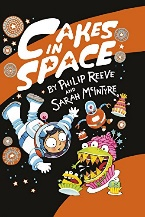 CAKES
IN
SPACE
BY PHILIP REEVE
AND
SARAH McINTYRE